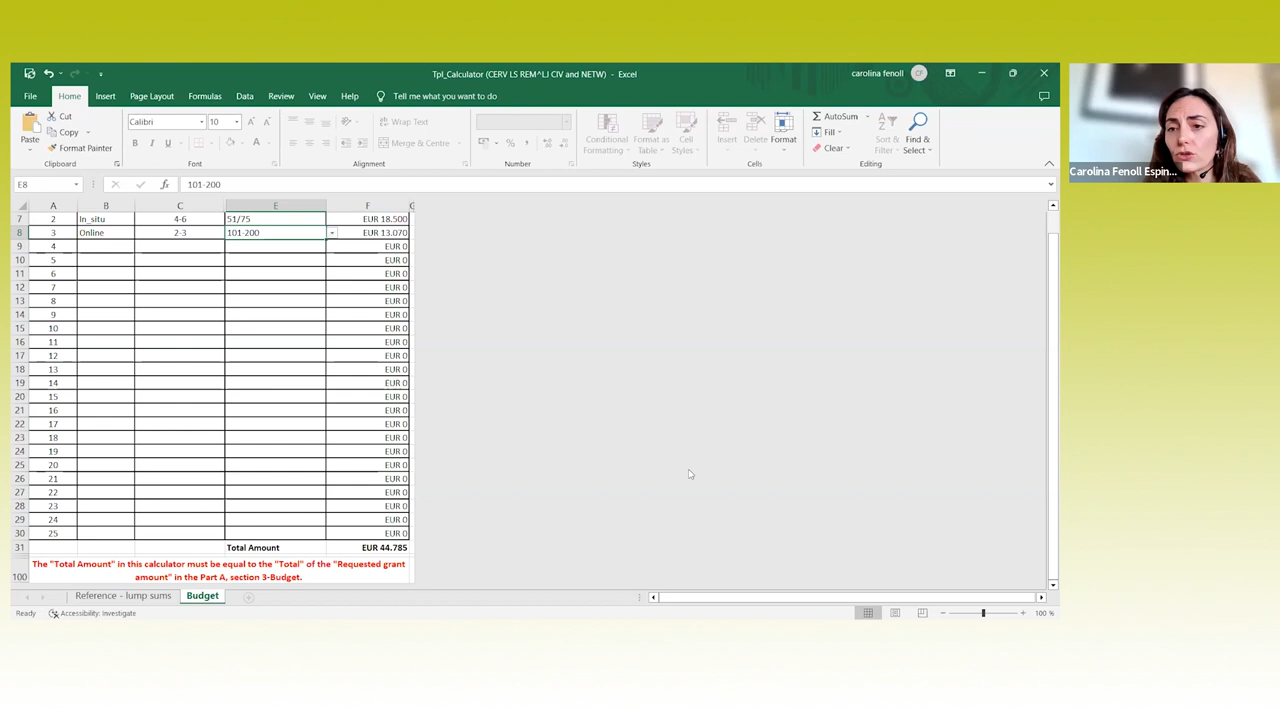 Tpl_Calculator (CERV LS REM^LJ CIV and NETW) - Excel
carolina fenoll CF
File Home Insert Page Layout Formulas Data Review View Help Tell me what you want to do
Paste
Cut
Copy
Format Painter
Clipboard
Calibri 10
B I U
Font
Wrap Text
Merge & Centre
Alignment
% ,
Number
Conditional Formatting
Format as Table
Cell Styles
Styles
Insert Delete Format
Cells
AutoSum
Fill
Clear
Sort & Filter
Find & Select
Editing
Carolina Fenoll Espin...
E8 fx 101-200
A B C E F G
7 2 In_situ 4-6 51/75 EUR 18.500
8 3 Online 2-3 101-200 EUR 13.070
9 4 EUR 0
10 5 EUR 0
11 6 EUR 0
12 7 EUR 0
13 8 EUR 0
14 9 EUR 0
15 10 EUR 0
16 11 EUR 0
17 12 EUR 0
18 13 EUR 0
19 14 EUR 0
20 15 EUR 0
21 16 EUR 0
22 17 EUR 0
23 18 EUR 0
24 19 EUR 0
25 20 EUR 0
26 21 EUR 0
27 22 EUR 0
28 23 EUR 0
29 24 EUR 0
30 25 EUR 0
31 Total Amount EUR 44.785
The "Total Amount" in this calculator must be equal to the "Total" of the "Requested grant
100 amount" in the Part A, section 3-Budget.
Reference - lump sums Budget
Ready Accessibility: Investigate 100 %